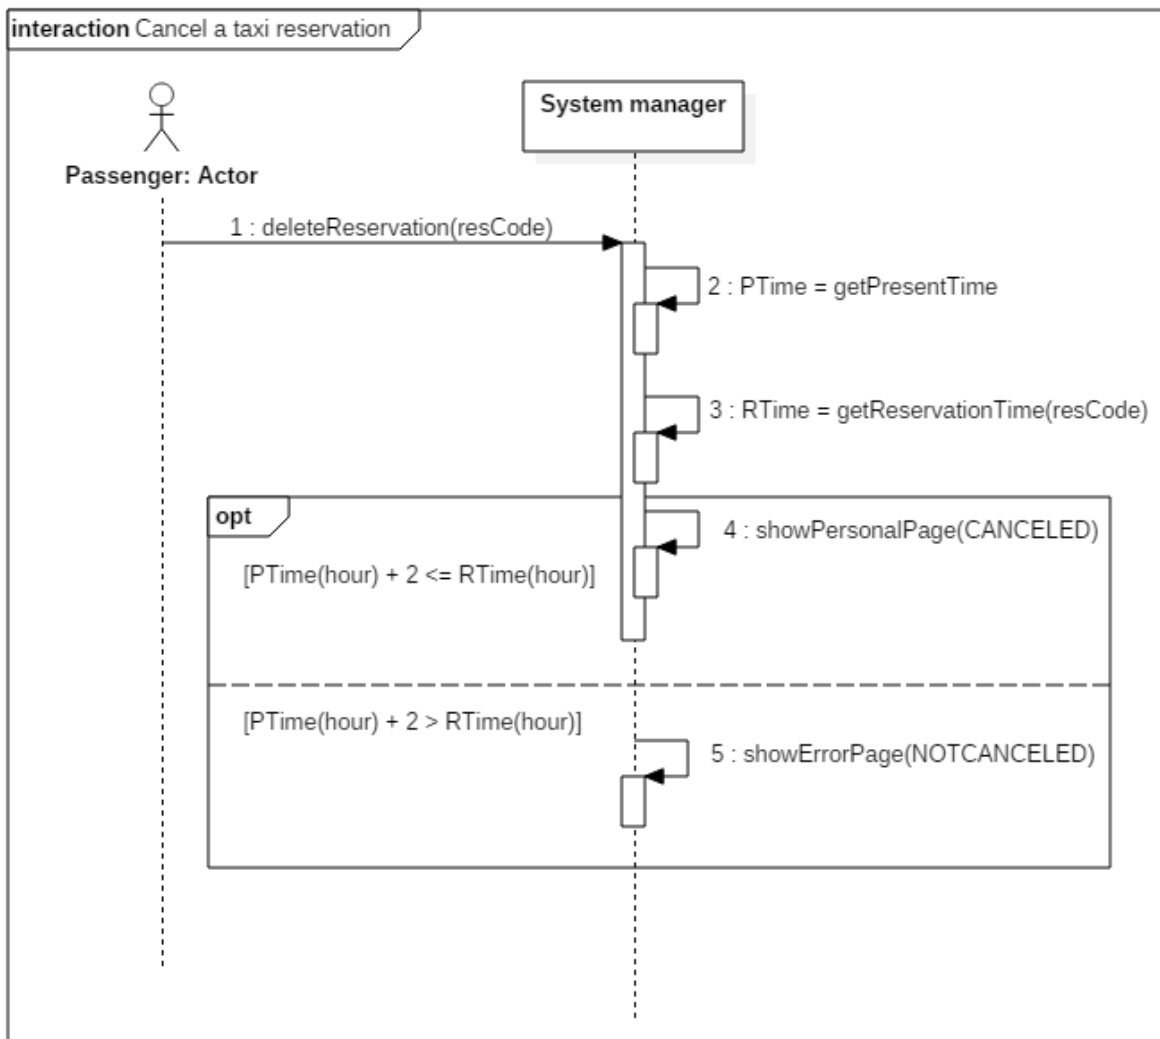 interaction Cancel a taxi reservation
System manager
Passenger: Actor
1 : deleteReservation(resCode)
2 : PTime = getPresentTime
3 : RTime = getReservationTime(resCode)
opt
4 : showPersonalPage(CANCELED)
[PTime(hour) + 2 <= RTime(hour)]
[PTime(hour) + 2 > RTime(hour)]
5 : showErrorPage(NOTCANCELED)